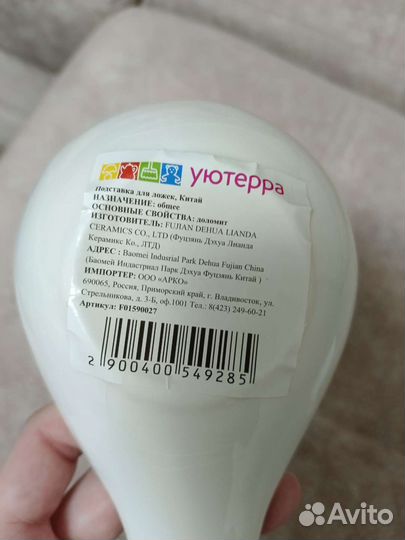 уютерра
Подставка для ложек, Китай
НАЗНАЧЕНИЕ: общее
ОСНОВНЫЕ СВОЙСТВА: доломит
ИЗГОТОВИТЕЛЬ: FUJIAN DEHUA LIANDA
CERAMICS CO., LTD (Фуцзянь Дэхуа Лианда
Керамикс Ко., ЛТД)
АДРЕС : Baomei Indusrial Park Dehua Fujian China
(Баомей Индастриал Парк Дэхуа Фуцзянь Китай )
ИМПОРТЕР: ООО «АРКО»
690065, Россия, Приморский край, г. Владивосток, ул.
Стрельникова, д. 3-Б, оф.1001 Тел.: 8(423) 249-60-21
Артикул: F01590027
2 900400 549285
Avito